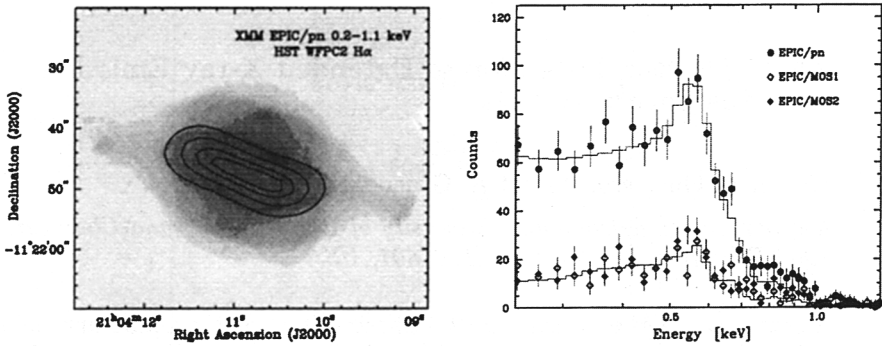 XMM EPIC/pn 0.2-1.1 keV
HST WFPC2 Hα
30"
40"
50"
-11°22'00"
Declination (J2000)
21ʰ04ᵐ12ˢ
11ˢ
10ˢ
09ˢ
Right Ascension (J2000)
125
100
75
60
40
20
0
Counts
EPIC/pn
EPIC/MOS1
EPIC/MOS2
0.5
1.0
Energy [keV]